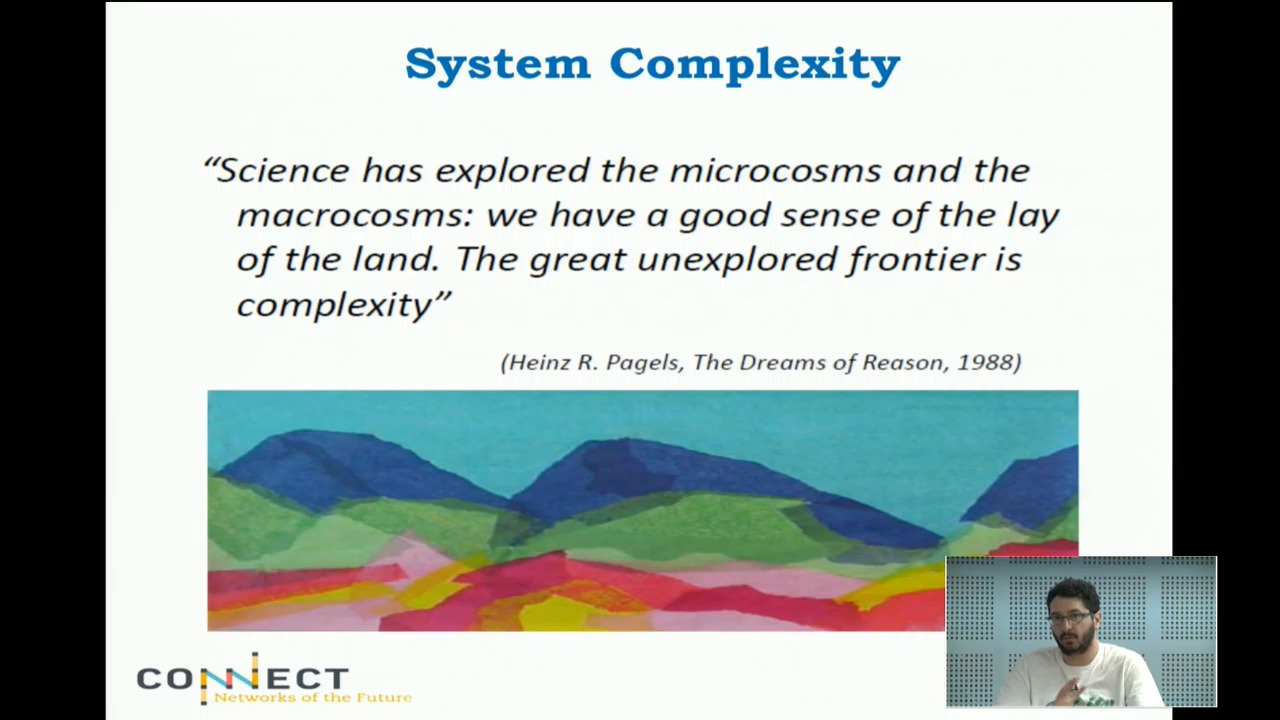 System Complexity
“Science has explored the microcosms and the
macrocosms: we have a good sense of the lay
of the land. The great unexplored frontier is
complexity”
(Heinz R. Pagels, The Dreams of Reason, 1988)
CONNECT
Networks of the Future